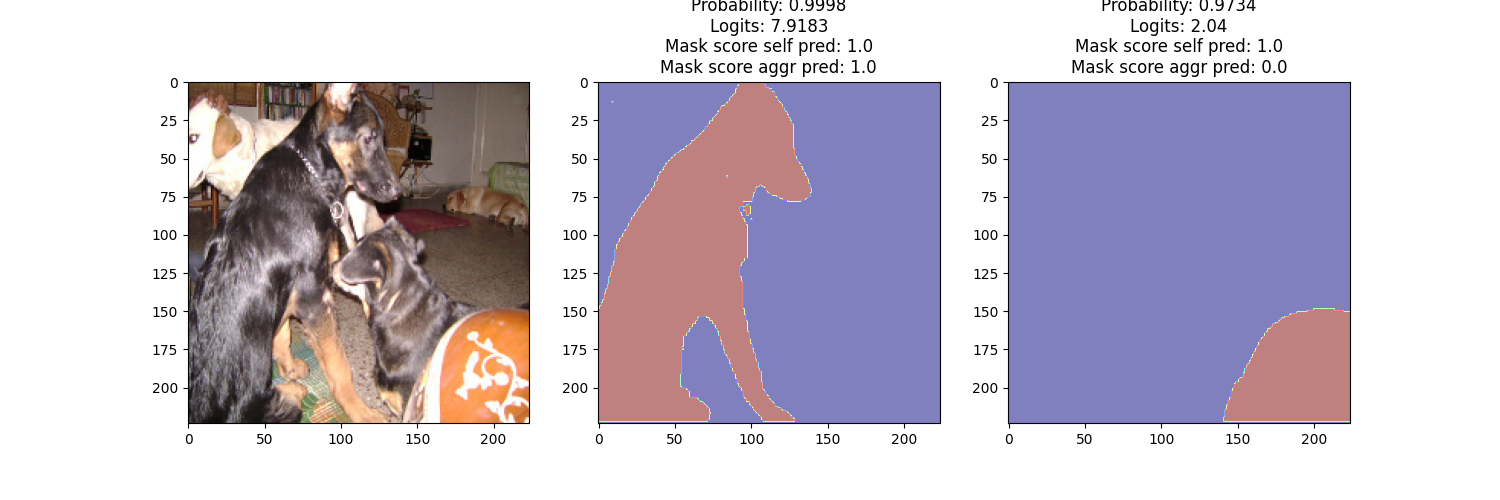 Probability: 0.9998
Logits: 7.9183
Mask score self pred: 1.0
Mask score aggr pred: 1.0
Probability: 0.9734
Logits: 2.04
Mask score self pred: 1.0
Mask score aggr pred: 0.0
0
25
50
75
100
125
150
175
200
0 50 100 150 200
0
25
50
75
100
125
150
175
200
0 50 100 150 200
0
25
50
75
100
125
150
175
200
0 50 100 150 200